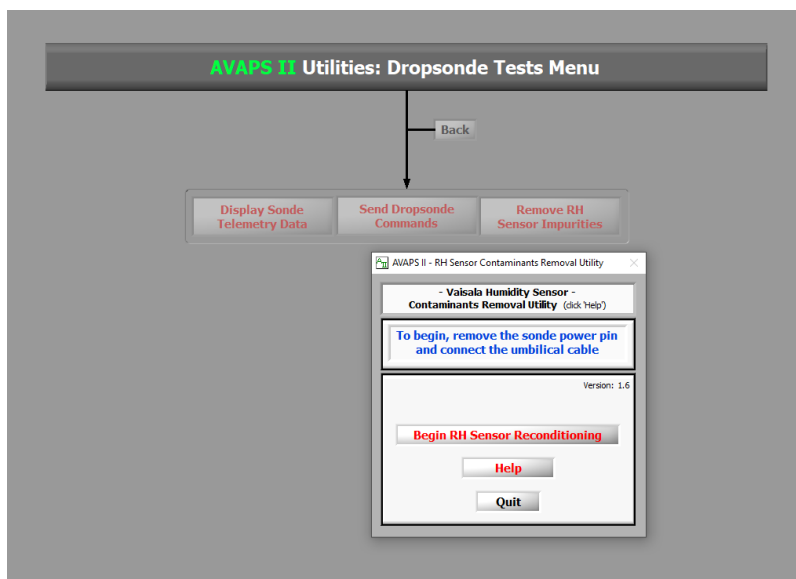 AVAPS II Utilities: Dropsonde Tests Menu
Back
Display Sonde
Telemetry Data
Send Dropsonde
Commands
Remove RH
Sensor Impurities
AVAPS II - RH Sensor Contaminants Removal Utility
- Vaisala Humidity Sensor -
Contaminants Removal Utility (click 'Help')
To begin, remove the sonde power pin
and connect the umbilical cable
Version: 1.6
Begin RH Sensor Reconditioning
Help
Quit